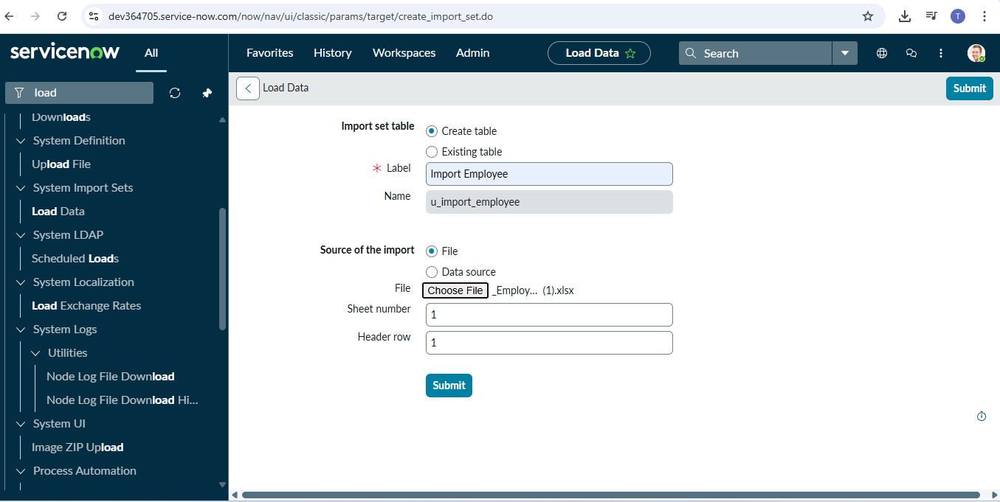 dev364705.service-now.com/now/nav/ui/classic/params/target/create_import_set.do
T
servicenow
All
Favorites
History
Workspaces
Admin
Load Data
Search
load
Downloads
System Definition
Upload File
System Import Sets
Load Data
System LDAP
Scheduled Loads
System Localization
Load Exchange Rates
System Logs
Utilities
Node Log File Download
Node Log File Download Hi...
System UI
Image ZIP Upload
Process Automation
Load Data
Submit
Import set table
Create table
Existing table
Label
Import Employee
Name
u_import_employee
Source of the import
File
Data source
File
Choose File _Employ... (1).xlsx
Sheet number
1
Header row
1
Submit